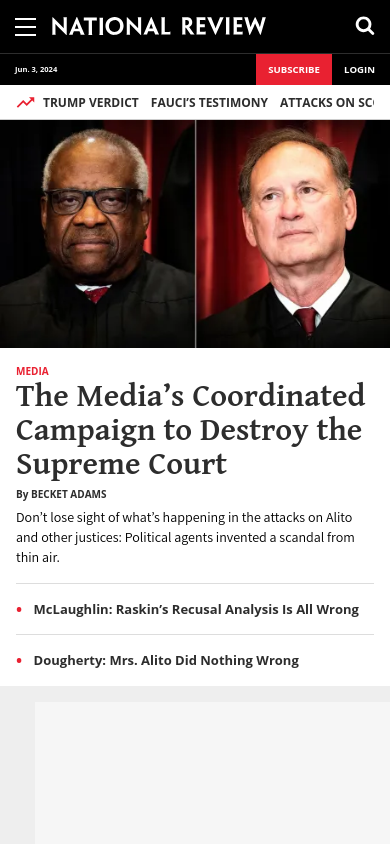 NATIONAL REVIEW
Jun. 3, 2024
SUBSCRIBE
LOGIN
TRUMP VERDICT FAUCI’S TESTIMONY ATTACKS ON SC
MEDIA
The Media’s Coordinated
Campaign to Destroy the
Supreme Court
By BECKET ADAMS
Don’t lose sight of what’s happening in the attacks on Alito
and other justices: Political agents invented a scandal from
thin air.
• McLaughlin: Raskin’s Recusal Analysis Is All Wrong
• Dougherty: Mrs. Alito Did Nothing Wrong